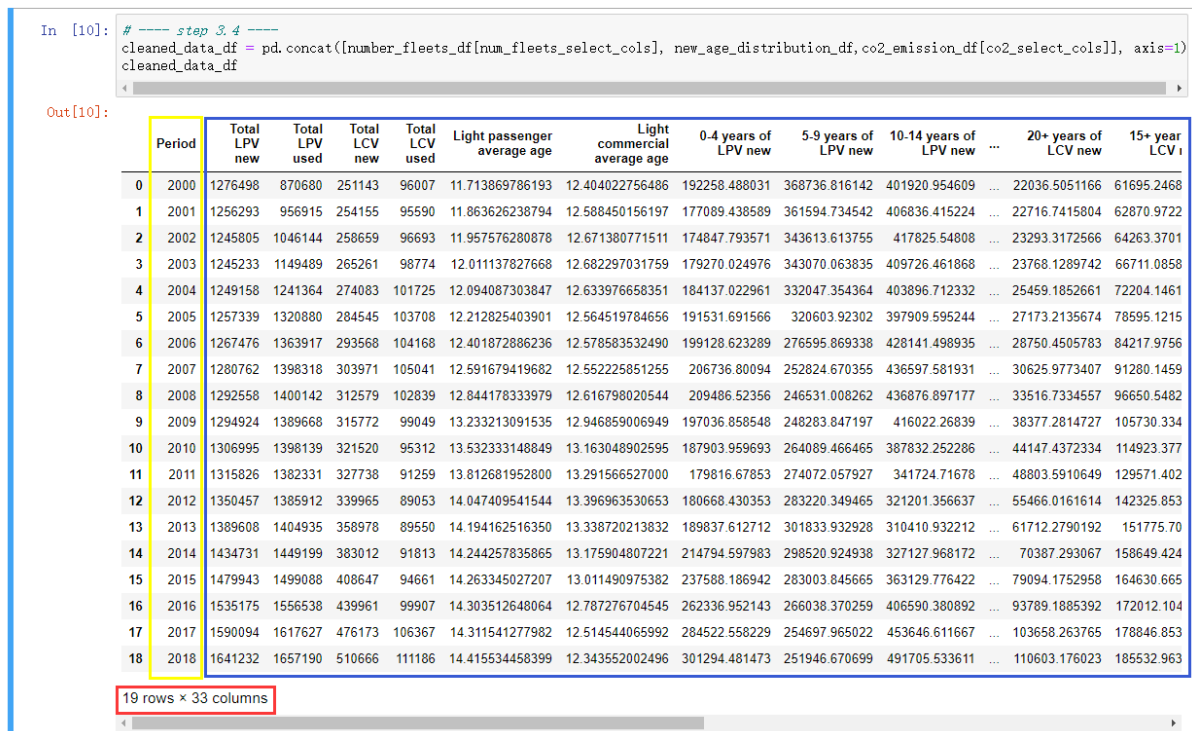 In [10]: # ---- step 3.4 ----
cleaned_data_df = pd.concat([number_fleets_df[num_fleets_select_cols], new_age_distribution_df,co2_emission_df[co2_select_cols]], axis=1)
cleaned_data_df
Out[10]:
Period Total LPV new Total LPV used Total LCV new Total LCV used Light passenger average age Light commercial average age 0-4 years of LPV new 5-9 years of LPV new 10-14 years of LPV new ... 20+ years of LCV new 15+ year LCV
0 2000 1276498 870680 251143 96007 11.713869786193 12.404022756486 192258.488031 368736.816142 401920.954609 ... 22036.5051166 61695.2468
1 2001 1256293 956915 254155 95590 11.863626238794 12.588450156197 177089.438589 361594.734542 406836.415224 ... 22716.7415804 62870.9722
2 2002 1245805 1046144 258659 96693 11.957576280878 12.671380771511 174847.793571 343613.613755 417825.54808 ... 23293.3172566 64263.3701
3 2003 1245233 1149489 265261 98774 12.011137827668 12.682297031759 179270.024976 343070.063835 409726.461868 ... 23768.1289742 66711.0858
4 2004 1249158 1241364 274083 101725 12.094087303847 12.633976658351 184137.022961 332047.354364 403896.712332 ... 25459.1852661 72204.1461
5 2005 1257339 1320880 284545 103708 12.212825403901 12.564519784656 191531.691566 320603.92302 397909.595244 ... 27173.2135674 78595.1215
6 2006 1267476 1363917 293568 104168 12.401872886236 12.578583532490 199128.623289 276595.869338 428141.498935 ... 28750.4505783 84217.9756
7 2007 1280762 1398318 303971 105041 12.591679419682 12.552225851255 206736.80094 252824.670355 436597.581931 ... 30625.9773407 91280.1459
8 2008 1292558 1400142 312579 102839 12.844178333979 12.616798020544 209486.52356 246531.008262 436876.897177 ... 33516.7334557 96650.5482
9 2009 1294924 1389668 315772 99049 13.233213091535 12.946859006949 197036.858548 248283.847197 416022.26839 ... 38377.2814727 105730.334
10 2010 1306995 1398139 321520 95312 13.532333148849 13.163048902595 187903.959693 264089.466465 387832.252286 ... 44147.4372334 114923.377
11 2011 1315826 1382331 327738 91259 13.812681952800 13.291566527000 179816.67853 274072.057927 341724.71678 ... 48803.5910649 129571.402
12 2012 1350457 1385912 339965 89053 14.047409541544 13.396963530653 180668.430353 283220.349465 321201.356637 ... 55466.0161614 142325.853
13 2013 1389608 1404935 358978 89550 14.194162516350 13.338720213832 189837.612712 301833.932928 310410.932212 ... 61712.2790192 151775.70
14 2014 1434731 1449199 383012 91813 14.244257835865 13.175904807221 214794.597983 298520.924938 327127.968172 ... 70387.293067 158649.424
15 2015 1479943 1499088 408647 94661 14.263345027207 13.011490975382 237588.186942 283003.845665 363129.776422 ... 79094.1752958 164630.665
16 2016 1535175 1556538 439961 99907 14.303512648064 12.787276704545 262336.952143 266038.370259 406590.380892 ... 93789.1885392 172012.104
17 2017 1590094 1617627 476173 106367 14.311541277982 12.514544065992 284522.558229 254697.965022 453646.611667 ... 103658.263765 178846.853
18 2018 1641232 1657190 510666 111186 14.415534458399 12.343552002496 301294.481473 251946.670699 491705.533611 ... 110603.176023 185532.963
19 rows × 33 columns